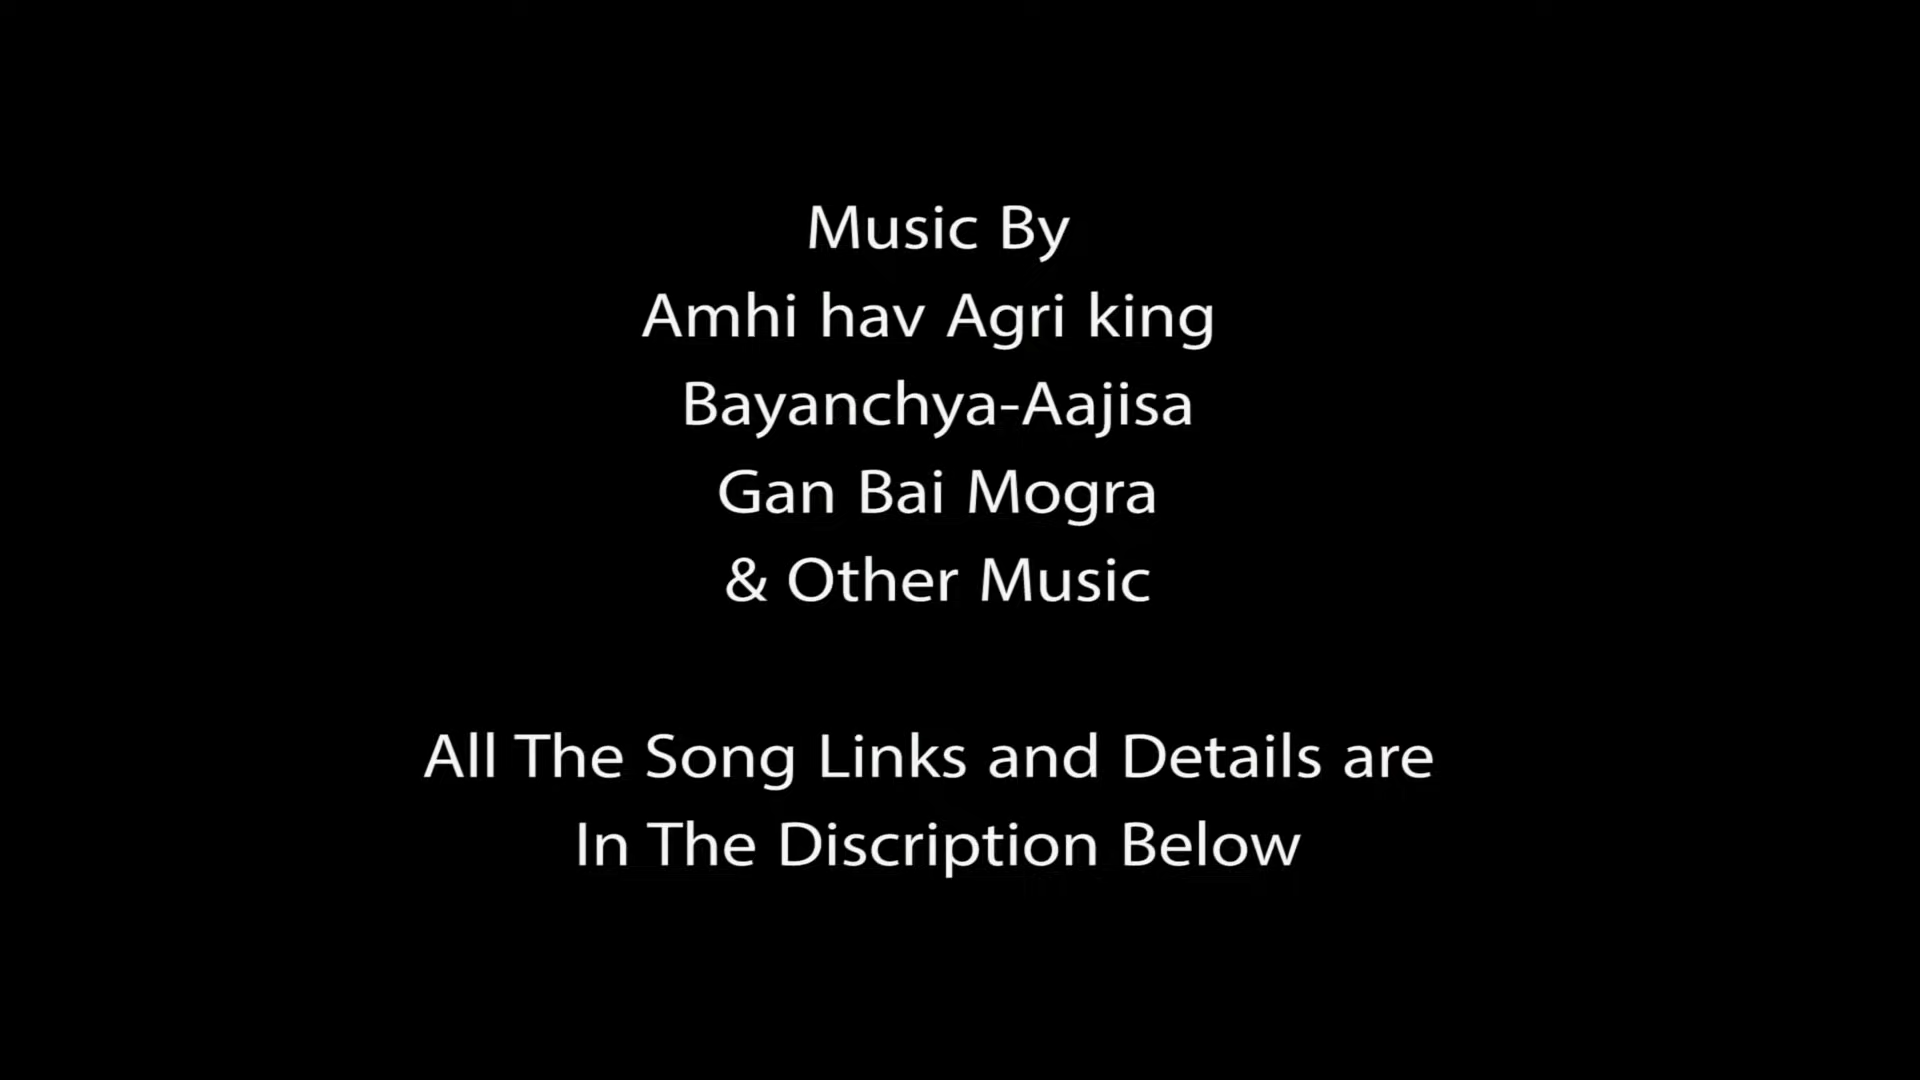 Music By
Amhi hav Agri king
Bayanchya-Aajisa
Gan Bai Mogra
& Other Music
All The Song Links and Details are
In The Discription Below